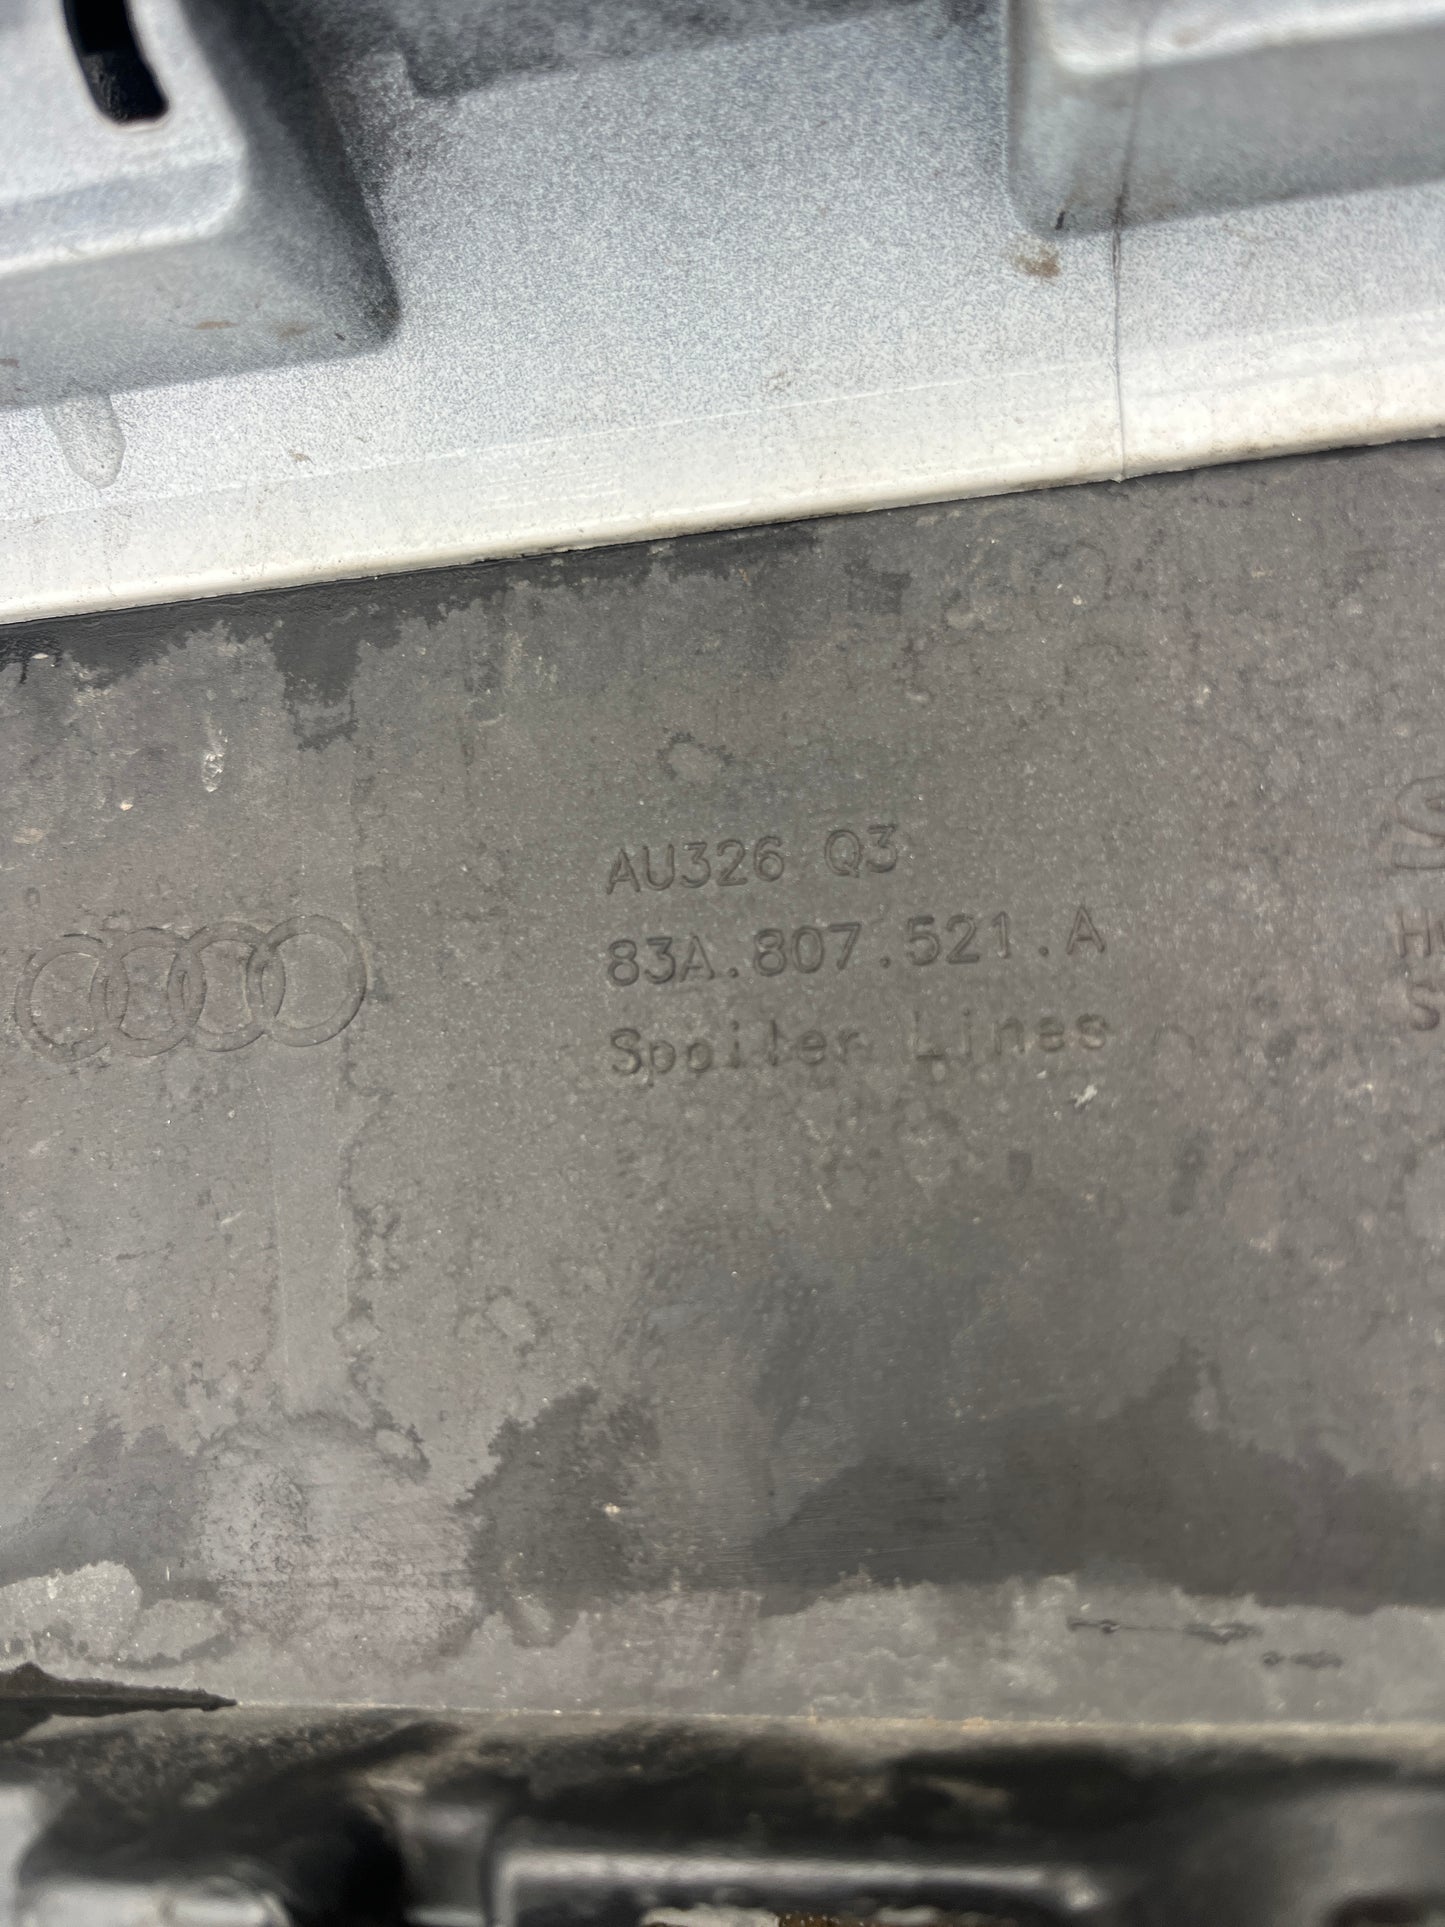 AU326 Q3
83A.807.521.A
Spoiler Lines